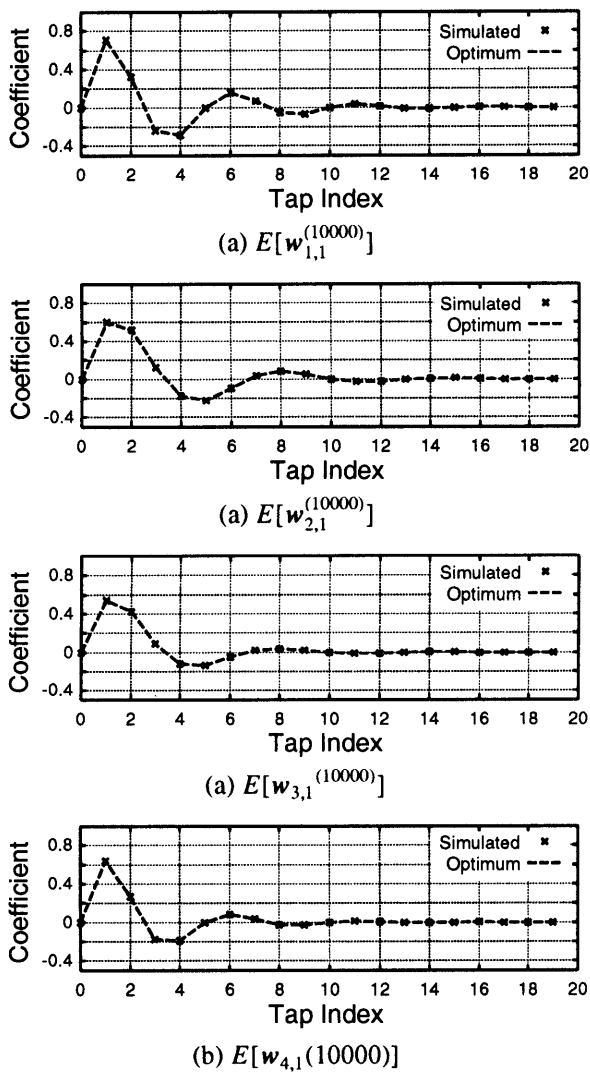 0.8
Simulated
Optimum
0.4
0
-0.4
Coefficient
0 2 4 6 8 10 12 14 16 18 20
Tap Index
(a) E[w_{1,1}^{(10000)}]
0.8
Simulated
Optimum
0.4
0
-0.4
Coefficient
0 2 4 6 8 10 12 14 16 18 20
Tap Index
(a) E[w_{2,1}^{(10000)}]
0.8
Simulated
Optimum
0.4
0
-0.4
Coefficient
0 2 4 6 8 10 12 14 16 18 20
Tap Index
(a) E[w_{3,1}^{(10000)}]
0.8
Simulated
Optimum
0.4
0
-0.4
Coefficient
0 2 4 6 8 10 12 14 16 18 20
Tap Index
(b) E[w_{4,1}(10000)]